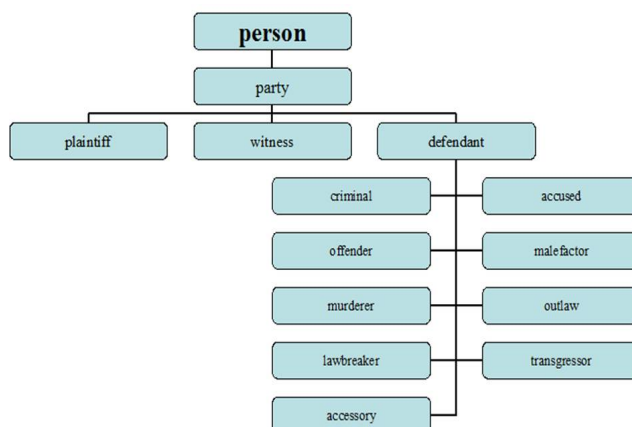 person
party
plaintiff
witness
defendant
criminal
accused
offender
malefactor
murderer
outlaw
lawbreaker
transgressor
accessory